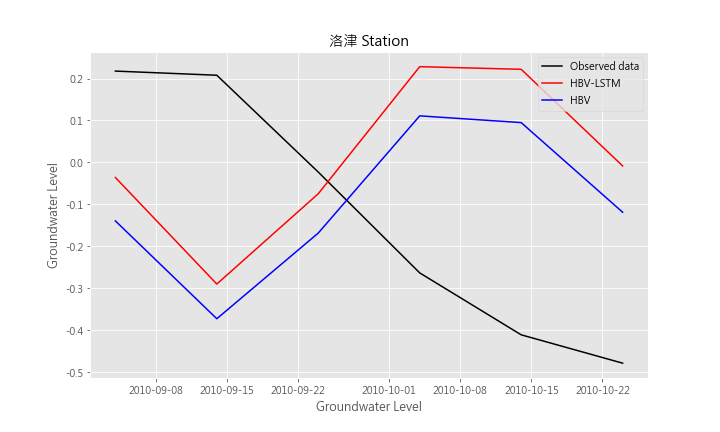 洛津 Station
Observed data
HBV-LSTM
HBV
Groundwater Level
0.2
0.1
0.0
-0.1
-0.2
-0.3
-0.4
-0.5
2010-09-08 2010-09-15 2010-09-22 2010-10-01 2010-10-08 2010-10-15 2010-10-22
Groundwater Level